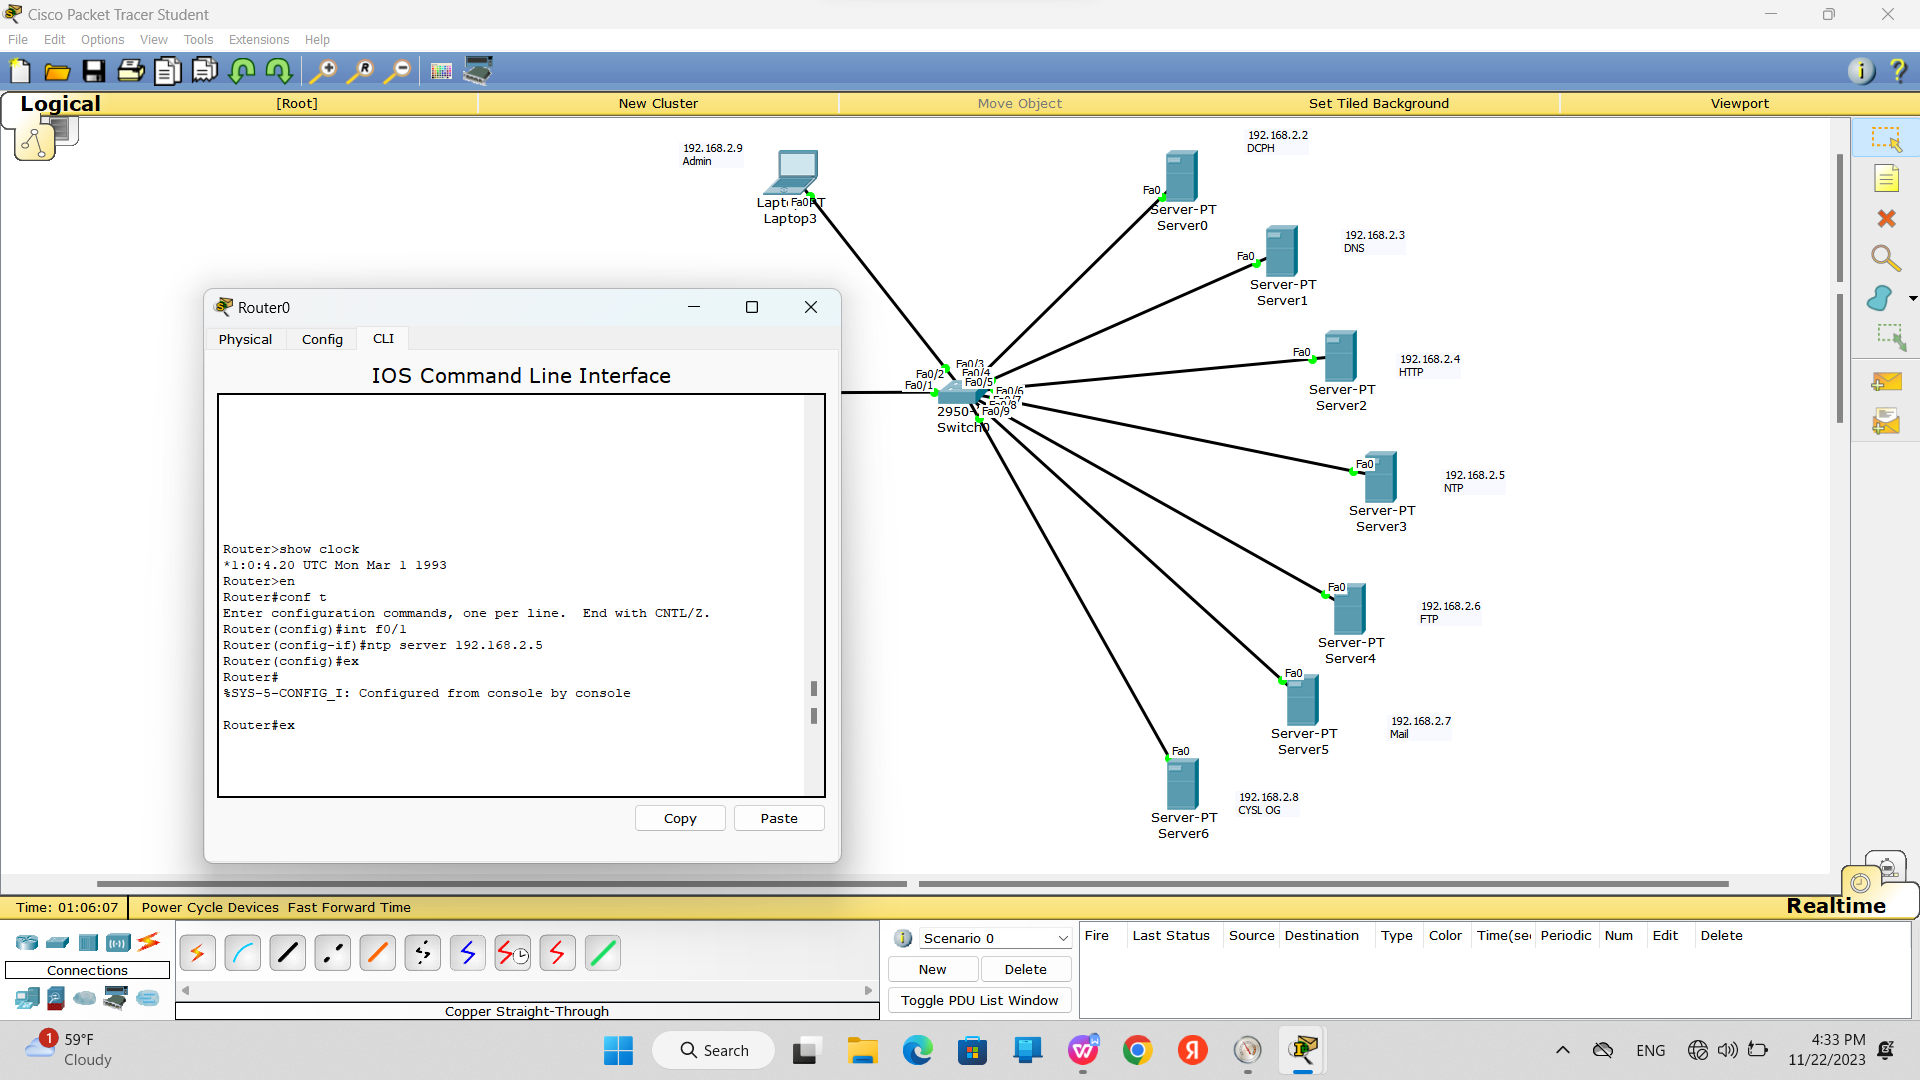 Cisco Packet Tracer Student
File Edit Options View Tools Extensions Help
Logical [Root] New Cluster Move Object Set Tiled Background Viewport
192.168.2.9
Admin
Fa0
Laptop3
192.168.2.2
DCPH
Fa0
Server-PT
Server0
192.168.2.3
DNS
Fa0
Server-PT
Server1
192.168.2.4
HTTP
Fa0
Server-PT
Server2
Fa0/3
Fa0/2 Fa0/4
Fa0/1 Fa0/5
Fa0/6
Fa0/9
2950-
Switch0
192.168.2.5
NTP
Fa0
Server-PT
Server3
192.168.2.6
FTP
Fa0
Server-PT
Server4
192.168.2.7
Mail
Fa0
Server-PT
Server5
192.168.2.8
CYSL OG
Fa0
Server-PT
Server6
Router0
Physical Config CLI
IOS Command Line Interface
Router>show clock
*1:0:4.20 UTC Mon Mar 1 1993
Router>en
Router#conf t
Enter configuration commands, one per line.  End with CNTL/Z.
Router(config)#int f0/1
Router(config-if)#ntp server 192.168.2.5
Router(config)#ex
Router#
%SYS-5-CONFIG_I: Configured from console by console
Router#ex
Copy Paste
Time: 01:06:07 Power Cycle Devices Fast Forward Time
Realtime
Connections
Copper Straight-Through
Scenario 0
New Delete
Toggle PDU List Window
Fire Last Status Source Destination Type Color Time(sec Periodic Num Edit Delete
1
59°F
Cloudy
Search
ENG
4:33 PM
11/22/2023